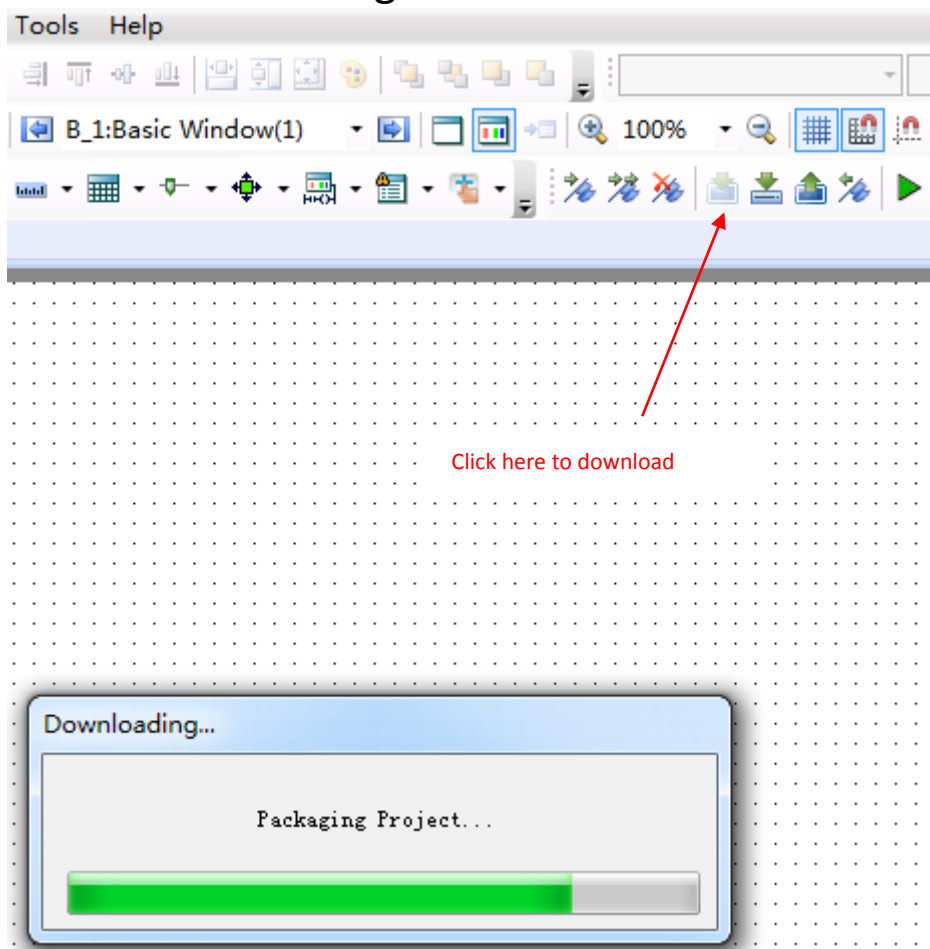 Tools Help
B_1:Basic Window(1) 100%
Click here to download
Downloading...
Packaging Project...